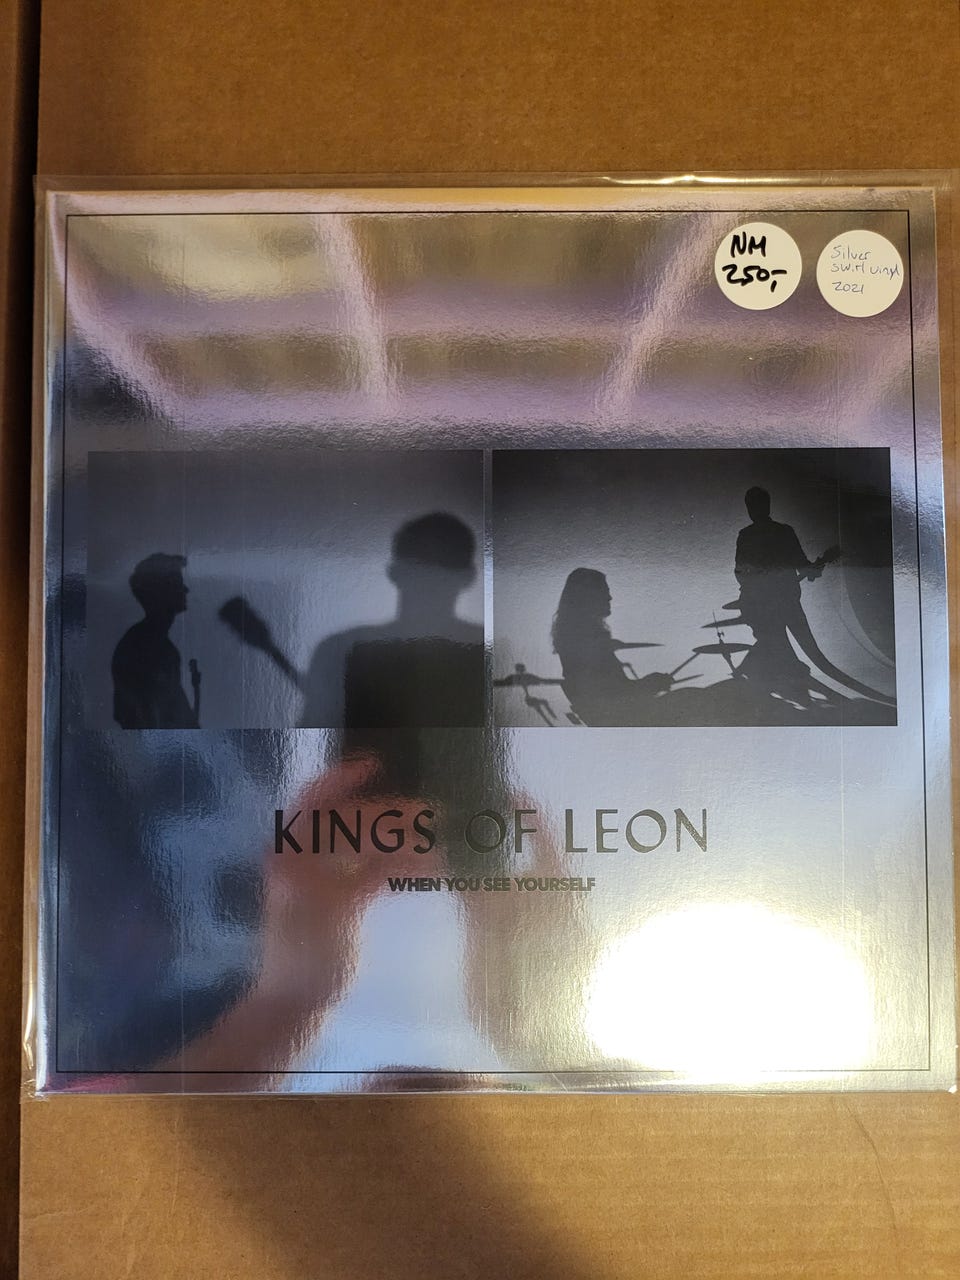 NM
250,-
Silver
swirl vinyl
2021
KINGS OF LEON
WHEN YOU SEE YOURSELF